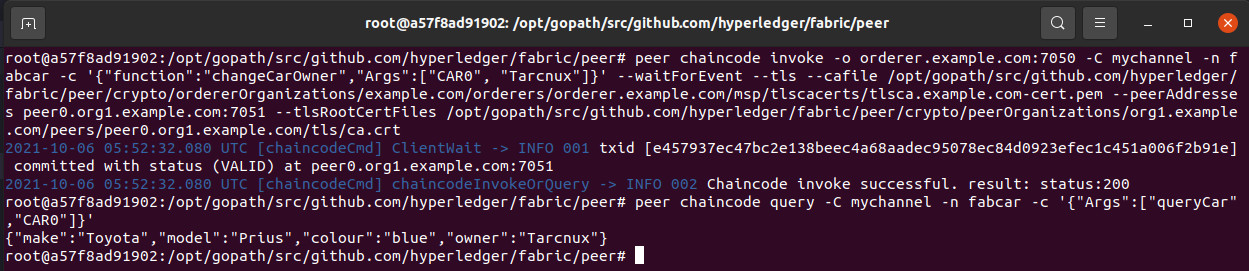 root@a57f8ad91902: /opt/gopath/src/github.com/hyperledger/fabric/peer
root@a57f8ad91902:/opt/gopath/src/github.com/hyperledger/fabric/peer# peer chaincode invoke -o orderer.example.com:7050 -C mychannel -n f
abcar -c '{"function":"changeCarOwner","Args":["CAR0", "Tarcnux"]}' --waitForEvent --tls --cafile /opt/gopath/src/github.com/hyperledger/
fabric/peer/crypto/ordererOrganizations/example.com/orderers/orderer.example.com/msp/tlscacerts/tlsca.example.com-cert.pem --peerAddresse
s peer0.org1.example.com:7051 --tlsRootCertFiles /opt/gopath/src/github.com/hyperledger/fabric/peer/crypto/peerOrganizations/org1.example
.com/peers/peer0.org1.example.com/tls/ca.crt
2021-10-06 05:52:32.080 UTC [chaincodeCmd] ClientWait -> INFO 001 txid [e457937ec47bc2e138beec4a68aadec95078ec84d0923efec1c451a006f2b91e]
 committed with status (VALID) at peer0.org1.example.com:7051
2021-10-06 05:52:32.080 UTC [chaincodeCmd] chaincodeInvokeOrQuery -> INFO 002 Chaincode invoke successful. result: status:200
root@a57f8ad91902:/opt/gopath/src/github.com/hyperledger/fabric/peer# peer chaincode query -C mychannel -n fabcar -c '{"Args":["queryCar"
,"CAR0"]}'
{"make":"Toyota","model":"Prius","colour":"blue","owner":"Tarcnux"}
root@a57f8ad91902:/opt/gopath/src/github.com/hyperledger/fabric/peer#